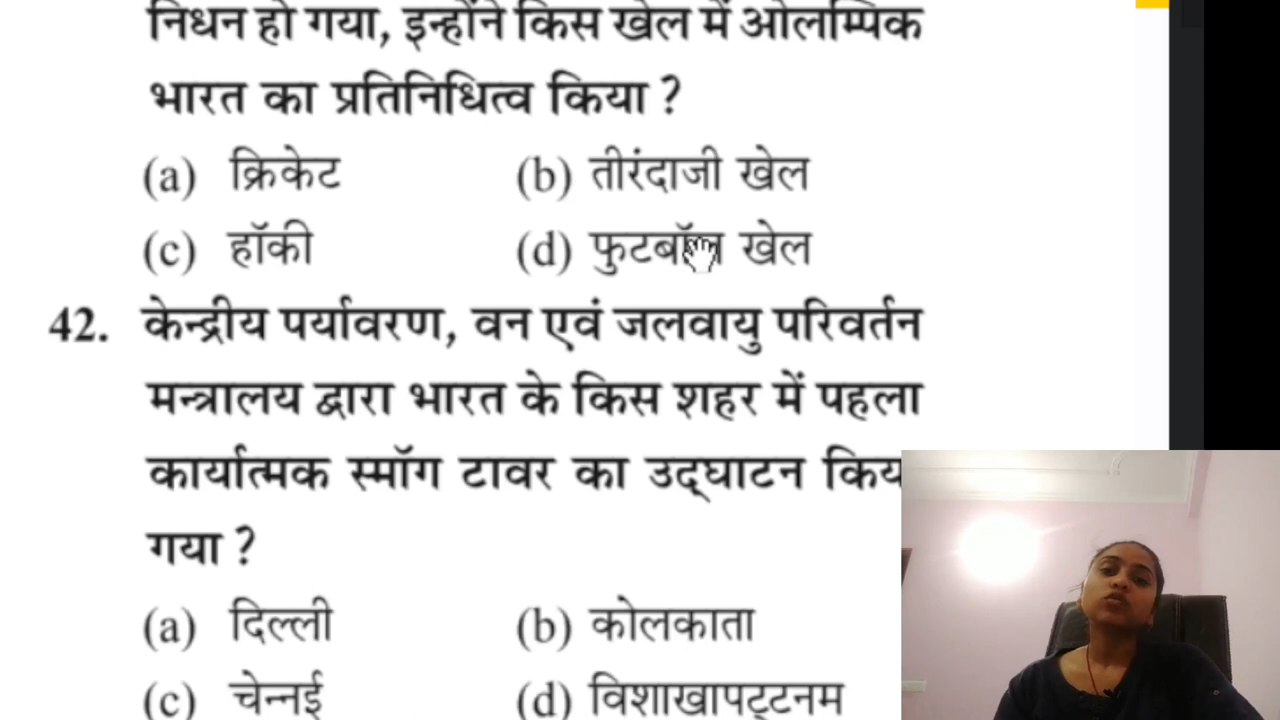 निधन हो गया, इन्होंने किस खेल में ओलम्पिक
भारत का प्रतिनिधित्व किया ?
(a) क्रिकेट (b) तीरंदाजी खेल
(c) हॉकी (d) फुटबॉल खेल
42. केन्द्रीय पर्यावरण, वन एवं जलवायु परिवर्तन
मन्त्रालय द्वारा भारत के किस शहर में पहला
कार्यात्मक स्मॉग टावर का उद्घाटन किय
गया ?
(a) दिल्ली (b) कोलकाता
(c) चेन्नई (d) विशाखापट्टनम